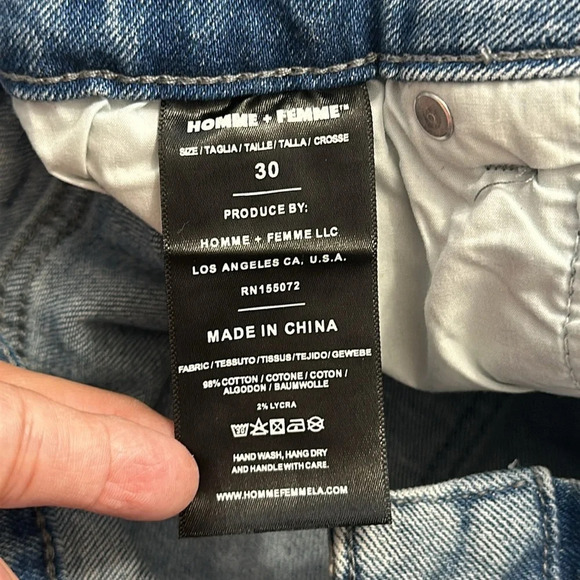 HOMME + FEMME™
SIZE / TAGLIA / TAILLE / TALLA / CROSSE
30
PRODUCE BY:
HOMME + FEMME LLC
LOS ANGELES CA, U.S.A.
RN155072
MADE IN CHINA
FABRIC / TESSUTO / TISSUS / TEJIDO / GEWEBE
98% COTTON / COTONE / COTON /
ALGODON / BAUMWOLLE
2% LYCRA
HAND WASH, HANG DRY
AND HANDLE WITH CARE.
WWW.HOMMEFEMMELA.COM